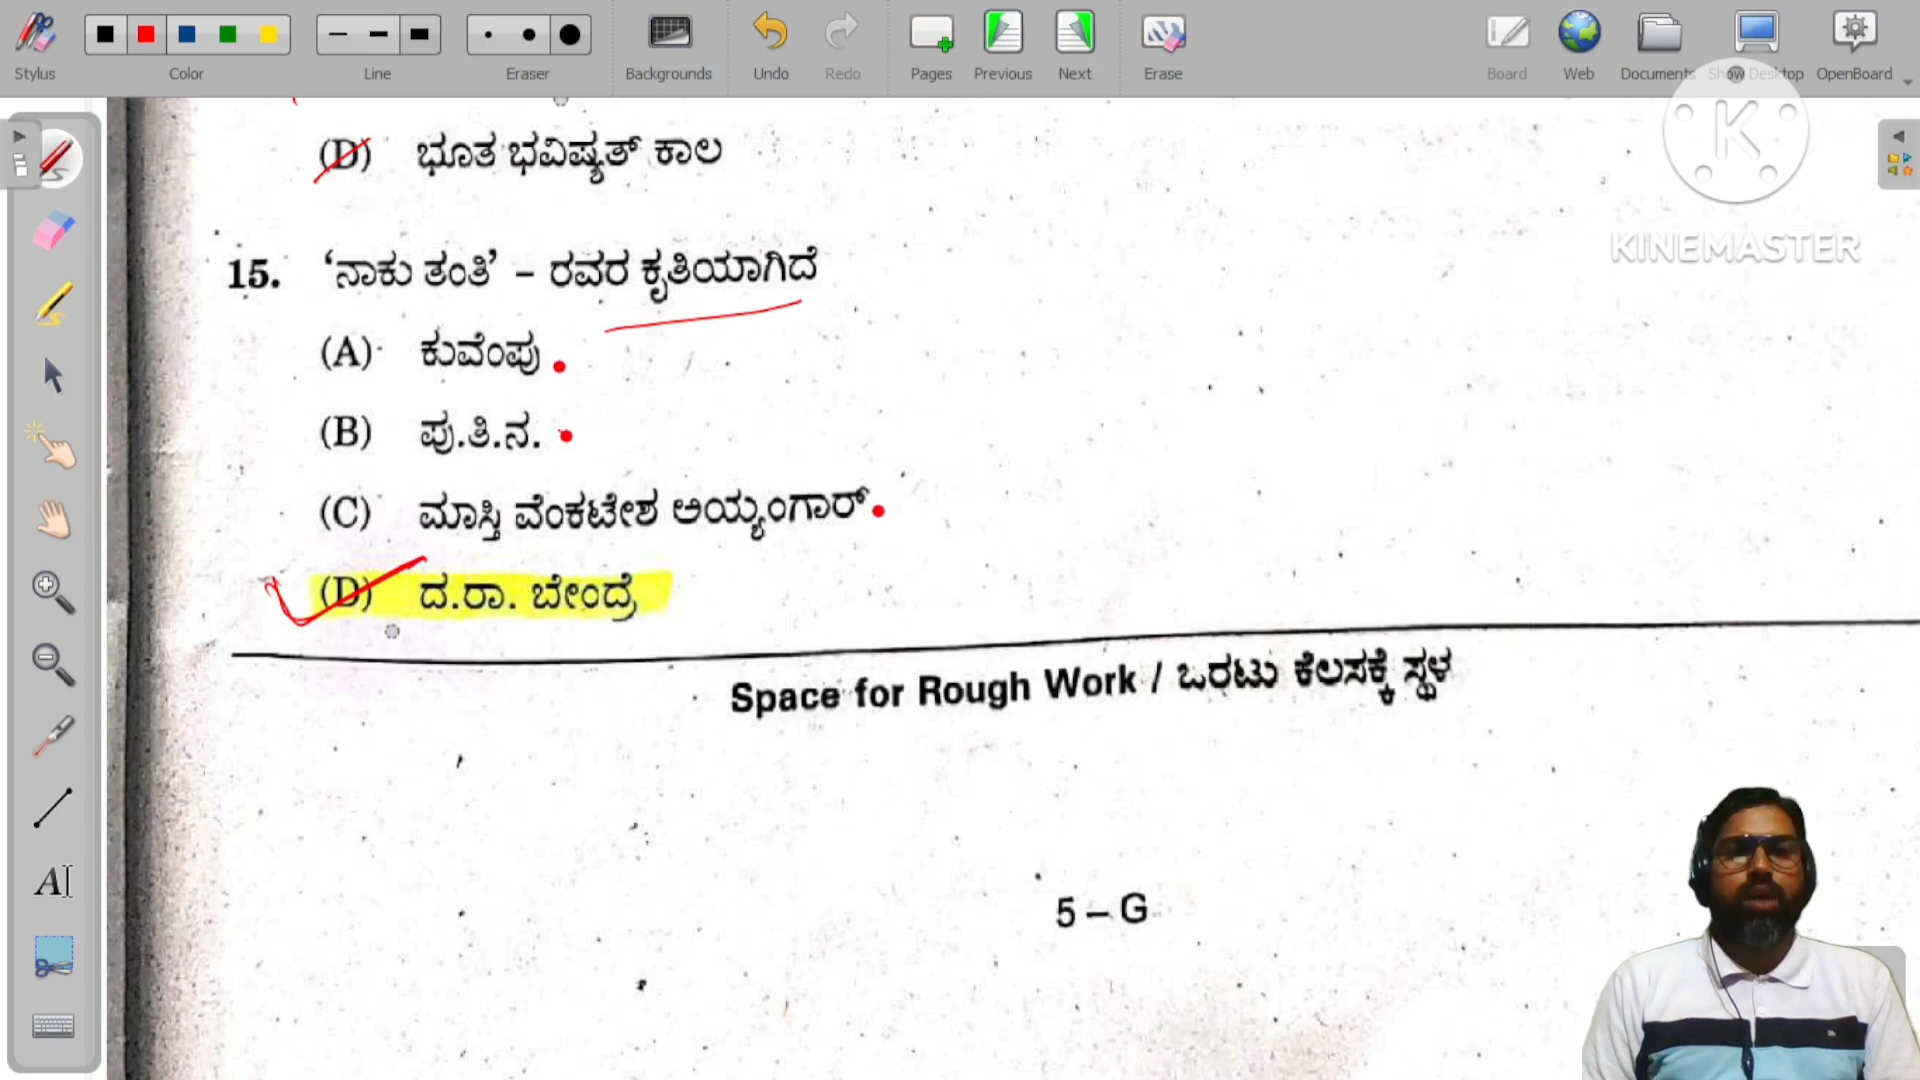 Stylus
Color
Line
Eraser
Backgrounds
Undo
Redo
Pages
Previous
Next
Erase
Board
Web
Documents
Show Desktop
OpenBoard
K
KINEMASTER
(D) ಭೂತ ಭವಿಷ್ಯತ್ ಕಾಲ
15. ‘ನಾಕು ತಂತಿ’ – ರವರ ಕೃತಿಯಾಗಿದೆ
(A) ಕುವೆಂಪು
(B) ಪು.ತಿ.ನ.
(C) ಮಾಸ್ತಿ ವೆಂಕಟೇಶ ಅಯ್ಯಂಗಾರ್
(D) ದ.ರಾ. ಬೇಂದ್ರೆ
Space for Rough Work / ಒರಟು ಕೆಲಸಕ್ಕೆ ಸ್ಥಳ
5 – G